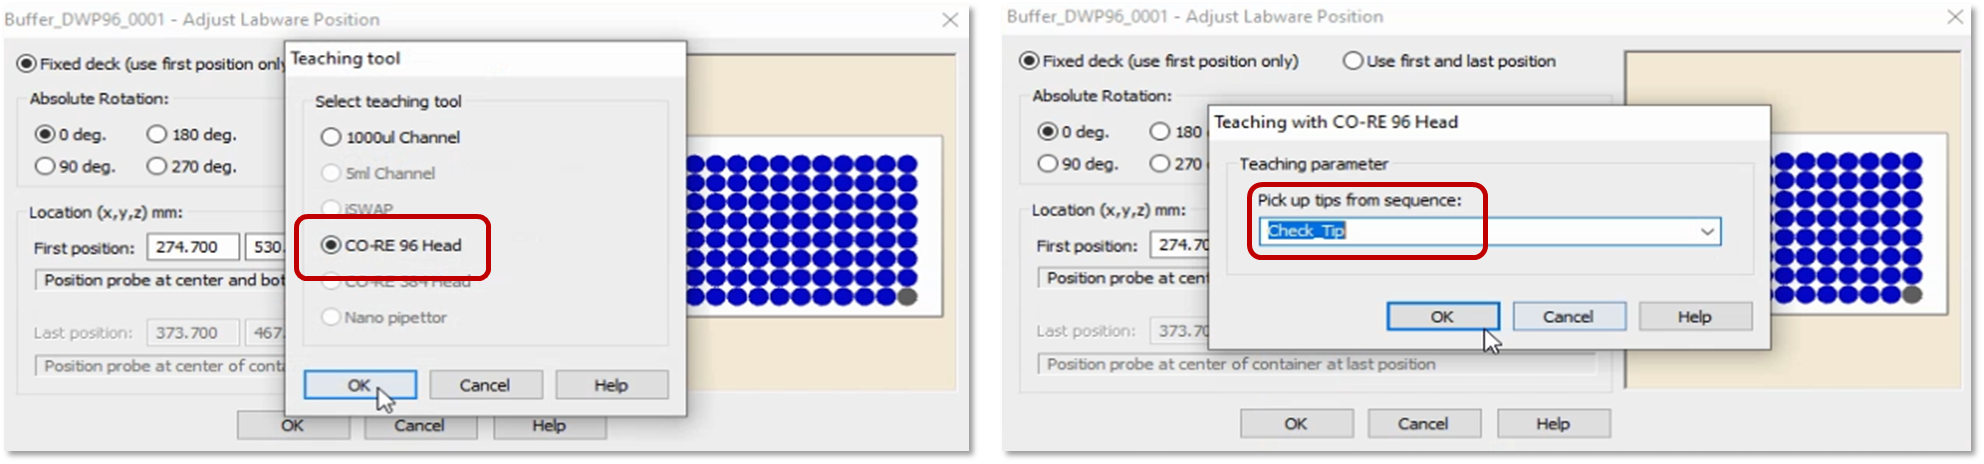 Buffer_DWP96_0001 - Adjust Labware Position
Fixed deck (use first position only
Absolute Rotation:
0 deg.
180 deg.
90 deg.
270 deg.
Location (x,y,z) mm:
First position:
274.700
530.
Position probe at center and bot
Last position:
373.700
467.
Position probe at center of conta
OK
Cancel
Help
Teaching tool
Select teaching tool
1000ul Channel
5ml Channel
iSWAP
CO-RE 96 Head
CO-RE 384 Head
Nano pipettor
OK
Cancel
Help
Buffer_DWP96_0001 - Adjust Labware Position
Fixed deck (use first position only)
Use first and last position
Absolute Rotation:
0 deg.
180
90 deg.
270
Location (x,y,z) mm:
First position:
274.70
Position probe at cent
Last position:
373.70
Position probe at center of container at last position
OK
Cancel
Help
Teaching with CO-RE 96 Head
Teaching parameter
Pick up tips from sequence:
Check_Tip
OK
Cancel
Help